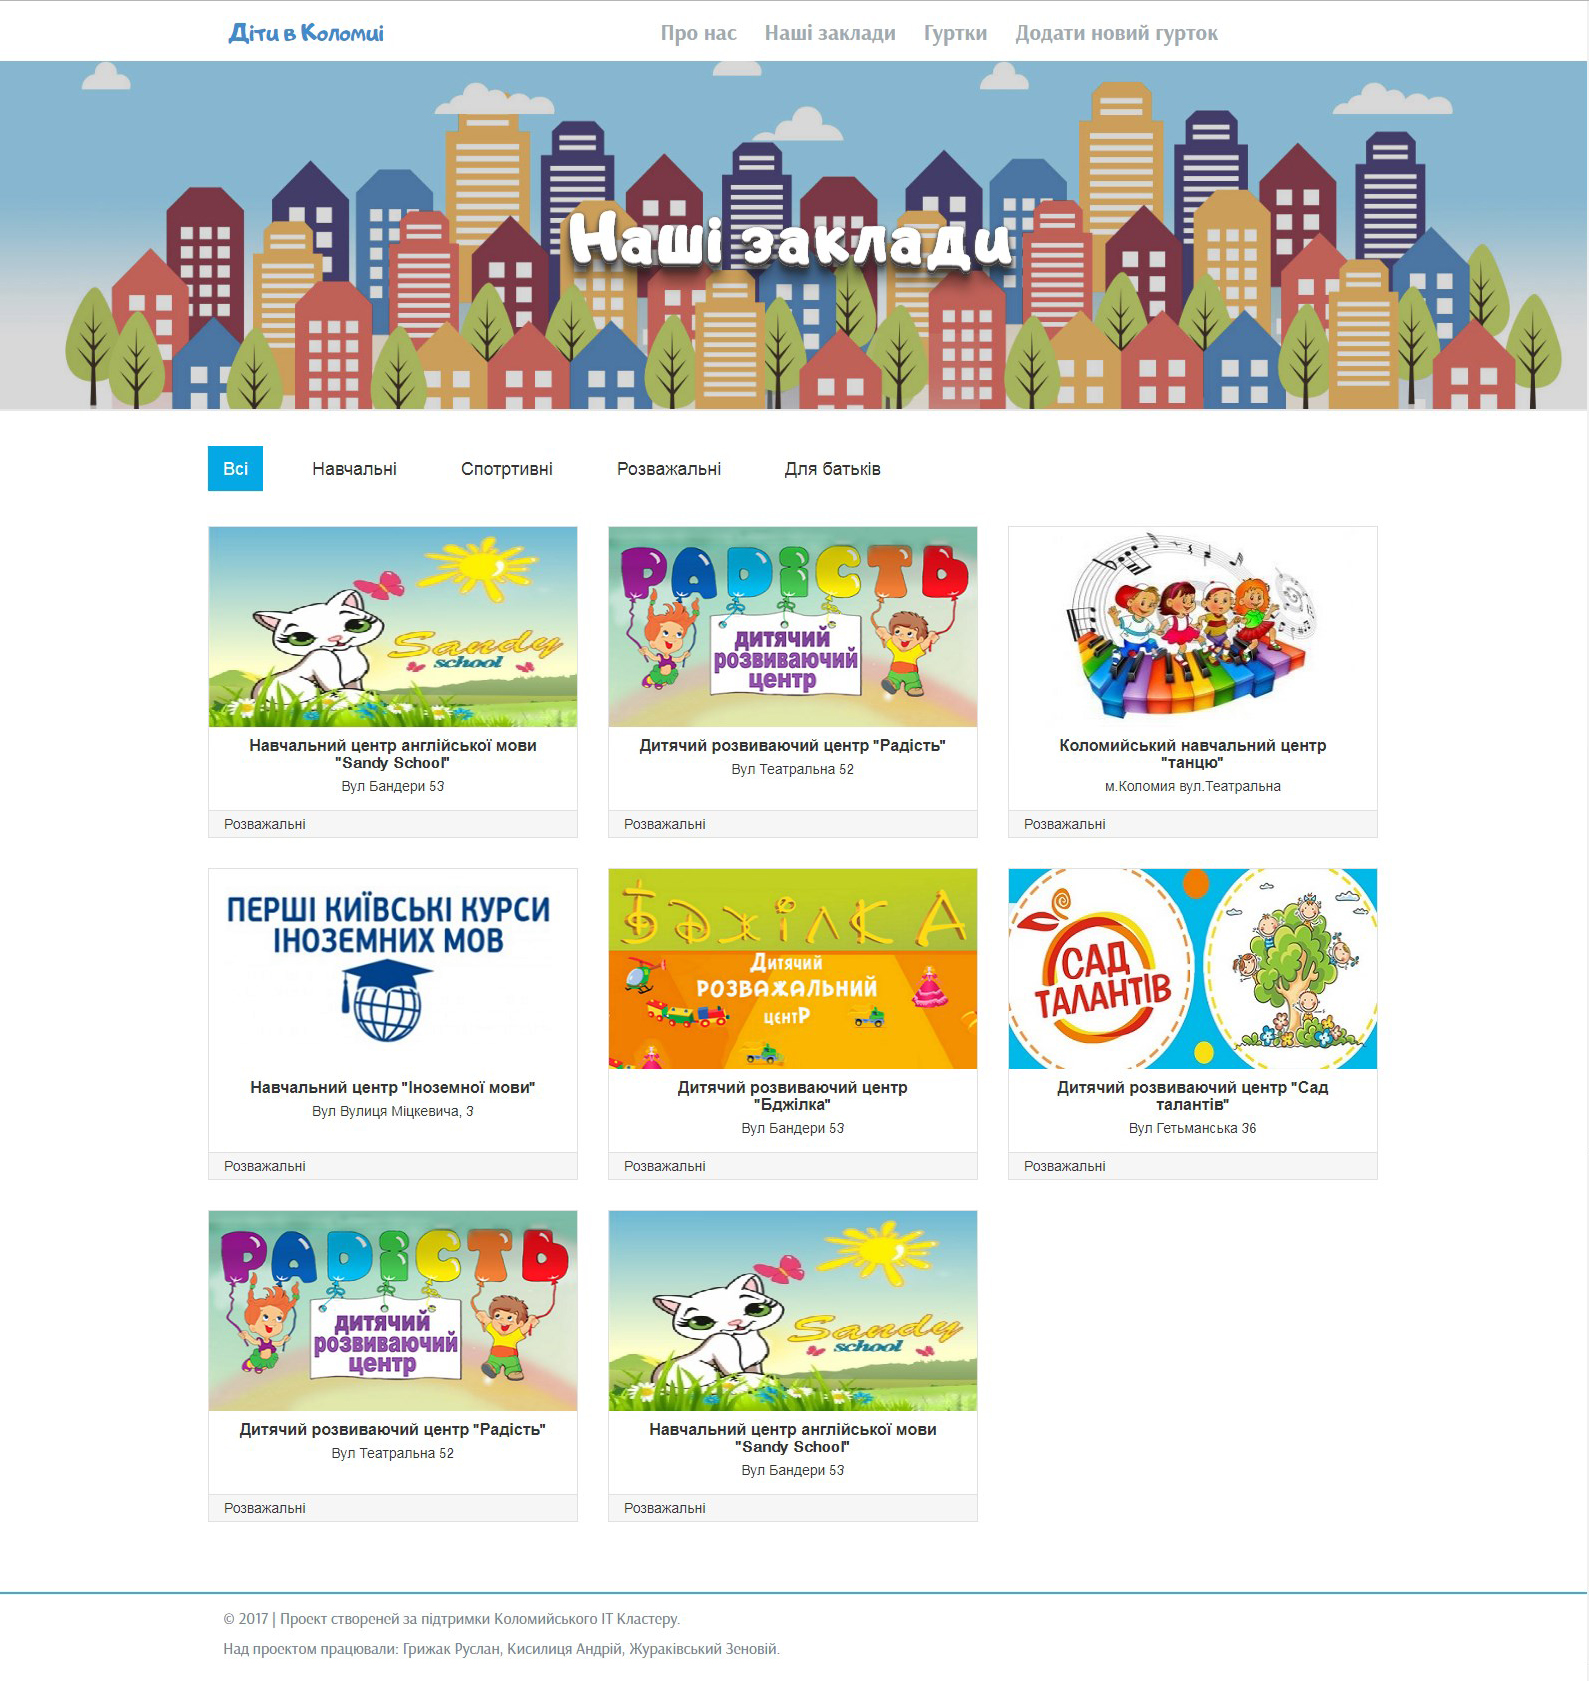 Діти в Коломиї
Про нас Наші заклади Гуртки Додати новий гурток
Наші заклади
Всі Навчальні Спотртивні Розважальні Для батьків
Sandy
school
Навчальний центр англійської мови
"Sandy School"
Вул Бандери 53
Розважальні
РАДІСТЬ
дитячий
розвиваючий
центр
Дитячий розвиваючий центр "Радість"
Вул Театральна 52
Розважальні
Коломийський навчальний центр
"танцю"
м.Коломия вул.Театральна
Розважальні
ПЕРШІ КИЇВСЬКІ КУРСИ
ІНОЗЕМНИХ МОВ
Навчальний центр "Іноземної мови"
Вул Вулиця Міцкевича, 3
Розважальні
БДЖІЛКА
Дитячий
РОЗВАЖАЛЬНИЙ
центр
Дитячий розвиваючий центр
"Бджілка"
Вул Бандери 53
Розважальні
САД
ТАЛАНТІВ
Дитячий розвиваючий центр "Сад
талантів"
Вул Гетьманська 36
Розважальні
РАДІСТЬ
дитячий
розвиваючий
центр
Дитячий розвиваючий центр "Радість"
Вул Театральна 52
Розважальні
Sandy
school
Навчальний центр англійської мови
"Sandy School"
Вул Бандери 53
Розважальні
© 2017 | Проект створеней за підтримки Коломийського ІТ Кластеру.
Над проектом працювали: Грижак Руслан, Кисилиця Андрій, Жураківський Зеновій.